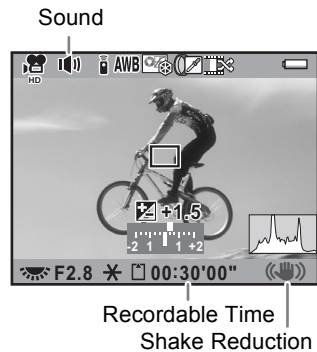 Sound
HD AWB
+1.5
-2 1 1 +2
F2.8 00:30'00"
Recordable Time
Shake Reduction